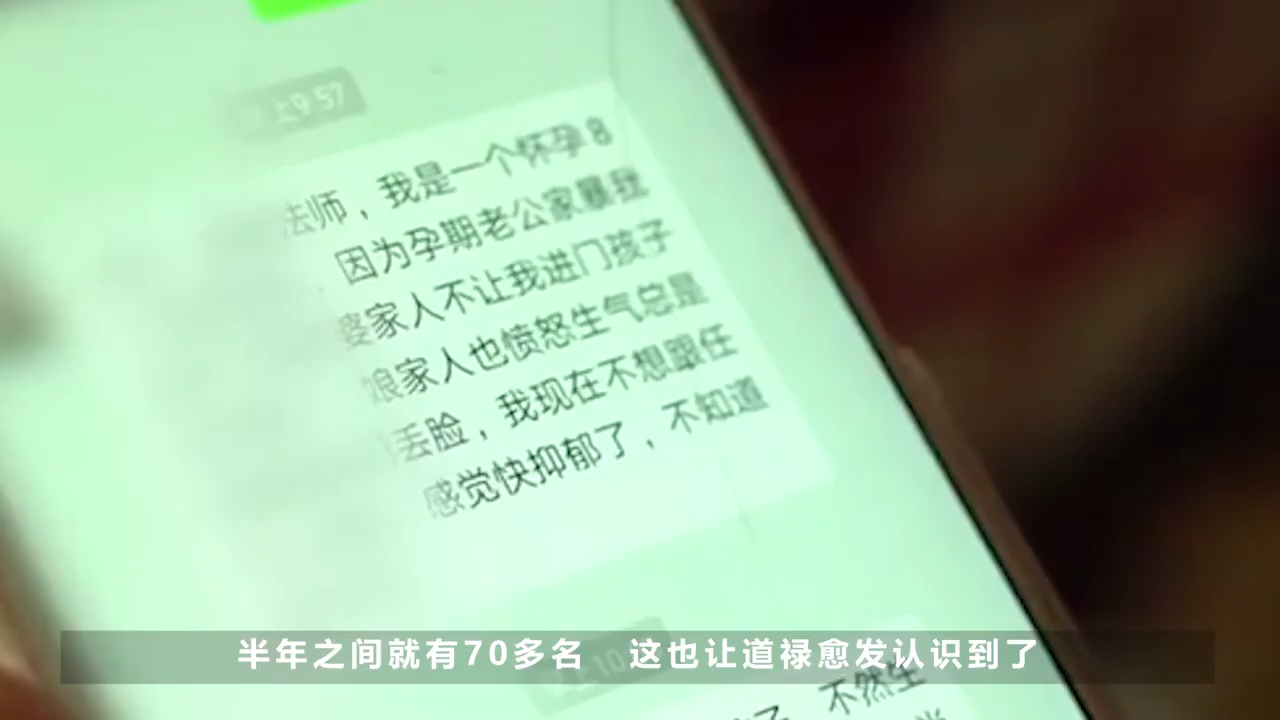 上9:57
法师，我是一个怀孕8
因为孕期老公家暴我
婆家人不让我进门孩子
娘家人也愤怒生气总是
丢脸，我现在不想跟任
感觉快抑郁了，不知道
不然生
半年之间就有70多名 这也让道禄愈发认识到了